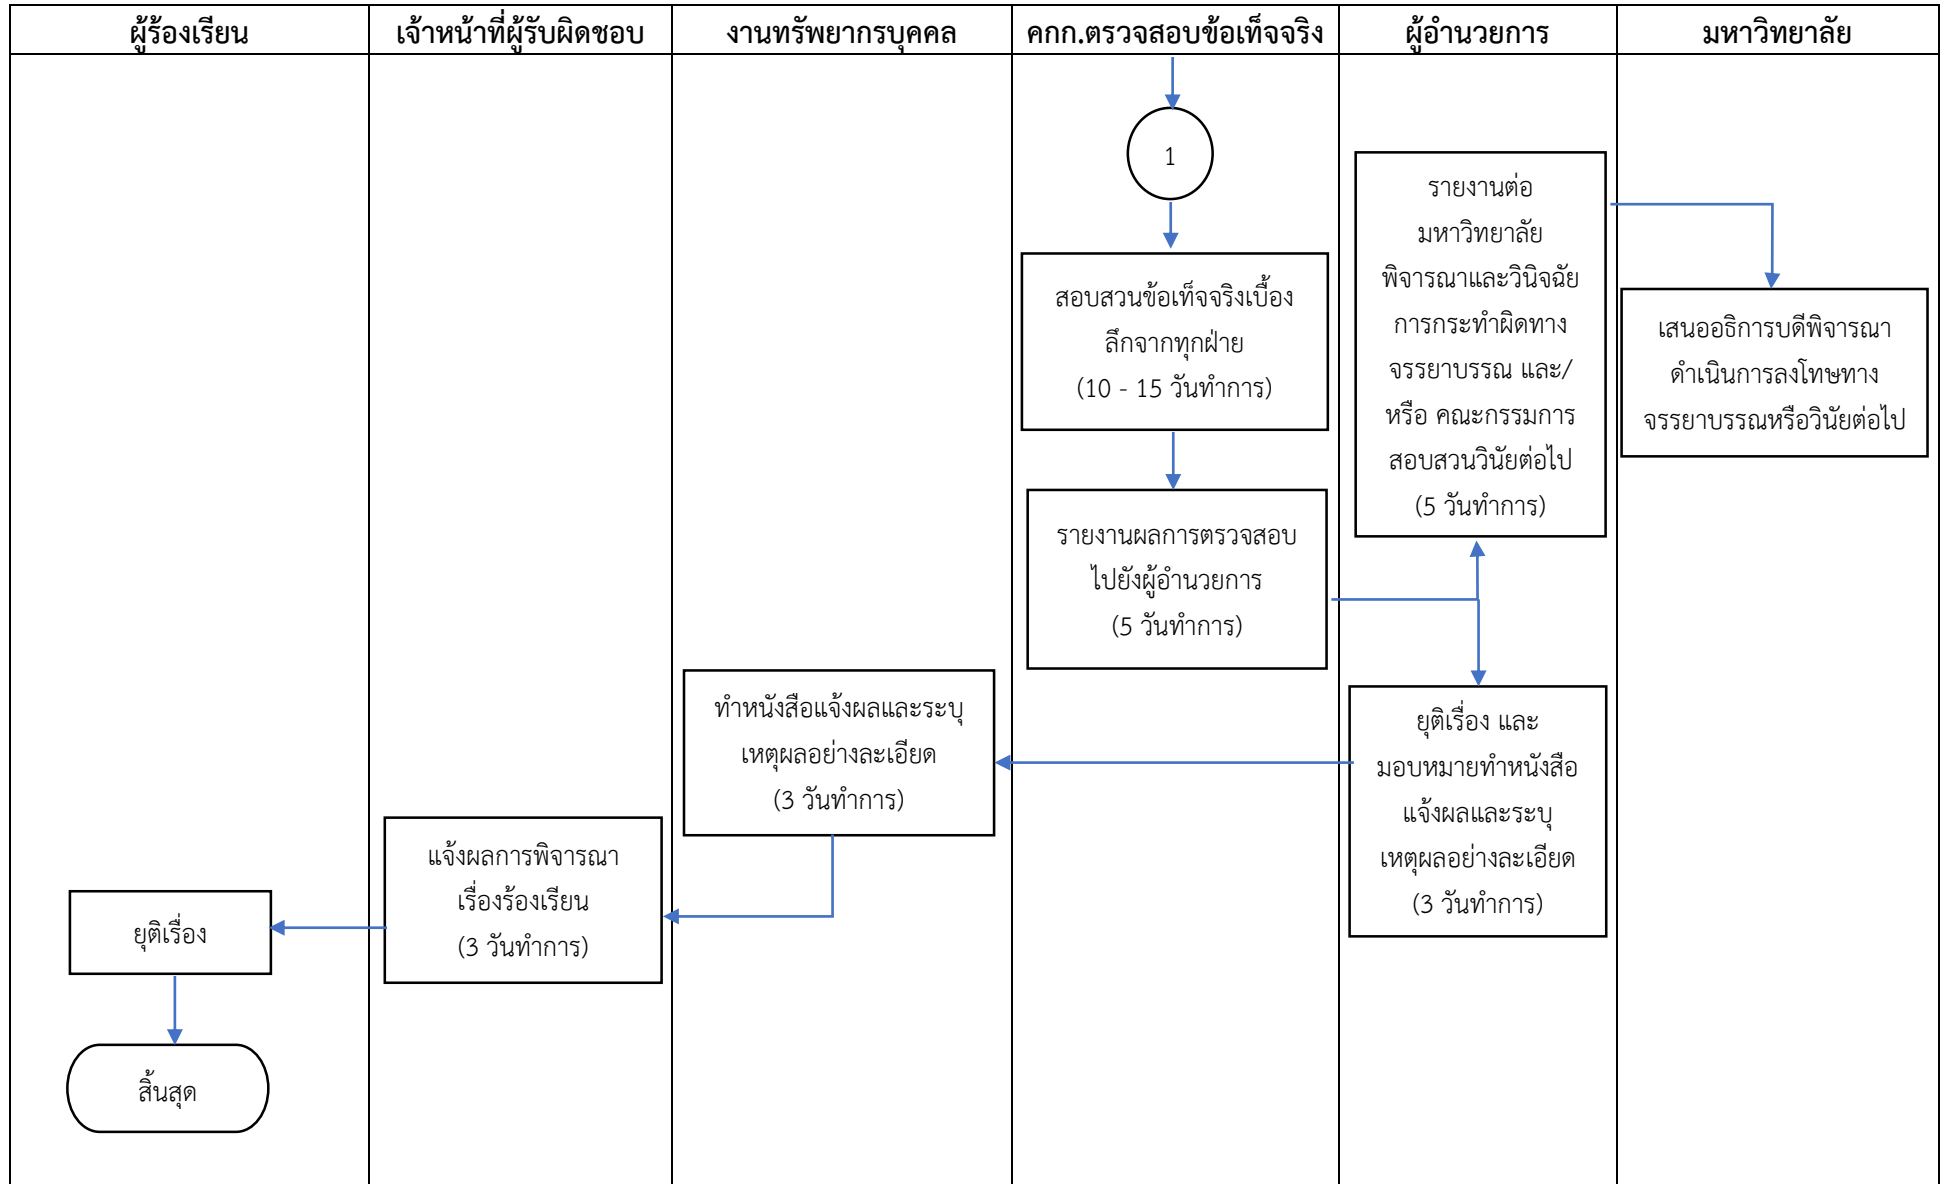 ผู้ร้องเรียน
เจ้าหน้าที่ผู้รับผิดชอบ
งานทรัพยากรบุคคล
คกก.ตรวจสอบข้อเท็จจริง
ผู้อำนวยการ
มหาวิทยาลัย
1
สอบสวนข้อเท็จจริงเบื้อง
ลึกจากทุกฝ่าย
(10 - 15 วันทำการ)
รายงานผลการตรวจสอบ
ไปยังผู้อำนวยการ
(5 วันทำการ)
รายงานต่อ
มหาวิทยาลัย
พิจารณาและวินิจฉัย
การกระทำผิดทาง
จรรยาบรรณ และ/
หรือ คณะกรรมการ
สอบสวนวินัยต่อไป
(5 วันทำการ)
เสนออธิการบดีพิจารณา
ดำเนินการลงโทษทาง
จรรยาบรรณหรือวินัยต่อไป
ยุติเรื่อง และ
มอบหมายทำหนังสือ
แจ้งผลและระบุ
เหตุผลอย่างละเอียด
(3 วันทำการ)
ทำหนังสือแจ้งผลและระบุ
เหตุผลอย่างละเอียด
(3 วันทำการ)
แจ้งผลการพิจารณา
เรื่องร้องเรียน
(3 วันทำการ)
ยุติเรื่อง
สิ้นสุด